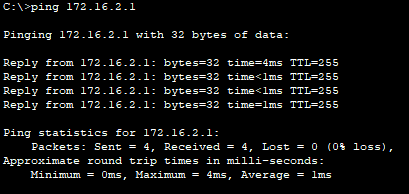 C:\>ping 172.16.2.1
Pinging 172.16.2.1 with 32 bytes of data:
Reply from 172.16.2.1: bytes=32 time=4ms TTL=255
Reply from 172.16.2.1: bytes=32 time<1ms TTL=255
Reply from 172.16.2.1: bytes=32 time<1ms TTL=255
Reply from 172.16.2.1: bytes=32 time<1ms TTL=255
Ping statistics for 172.16.2.1:
Packets: Sent = 4, Received = 4, Lost = 0 (0% loss),
Approximate round trip times in milli-seconds:
Minimum = 0ms, Maximum = 4ms, Average = 1ms